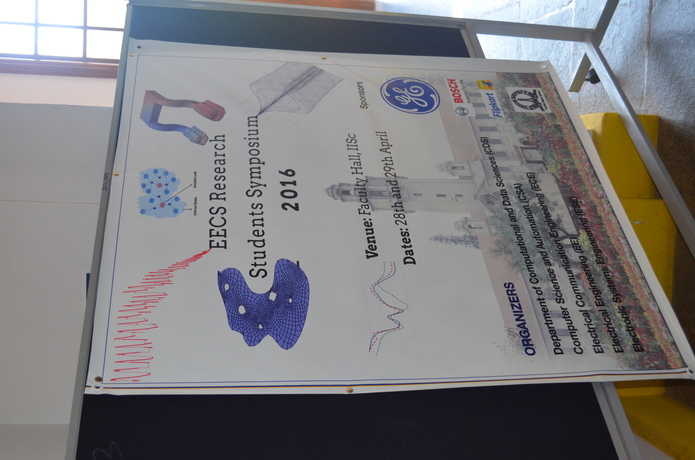 EECS Research
Students Symposium
2016
Venue: Faculty Hall, IISc
Dates: 28th and 29th April
Sponsors
GE
BOSCH
Flipkart
ORGANIZERS
Department of Computational and Data Sciences (CDS)
Computer Science and Automation (CSA)
Electrical Communication Engineering (ECE)
Electrical Engineering (EE)
Electronic Systems Engineering (ESE)